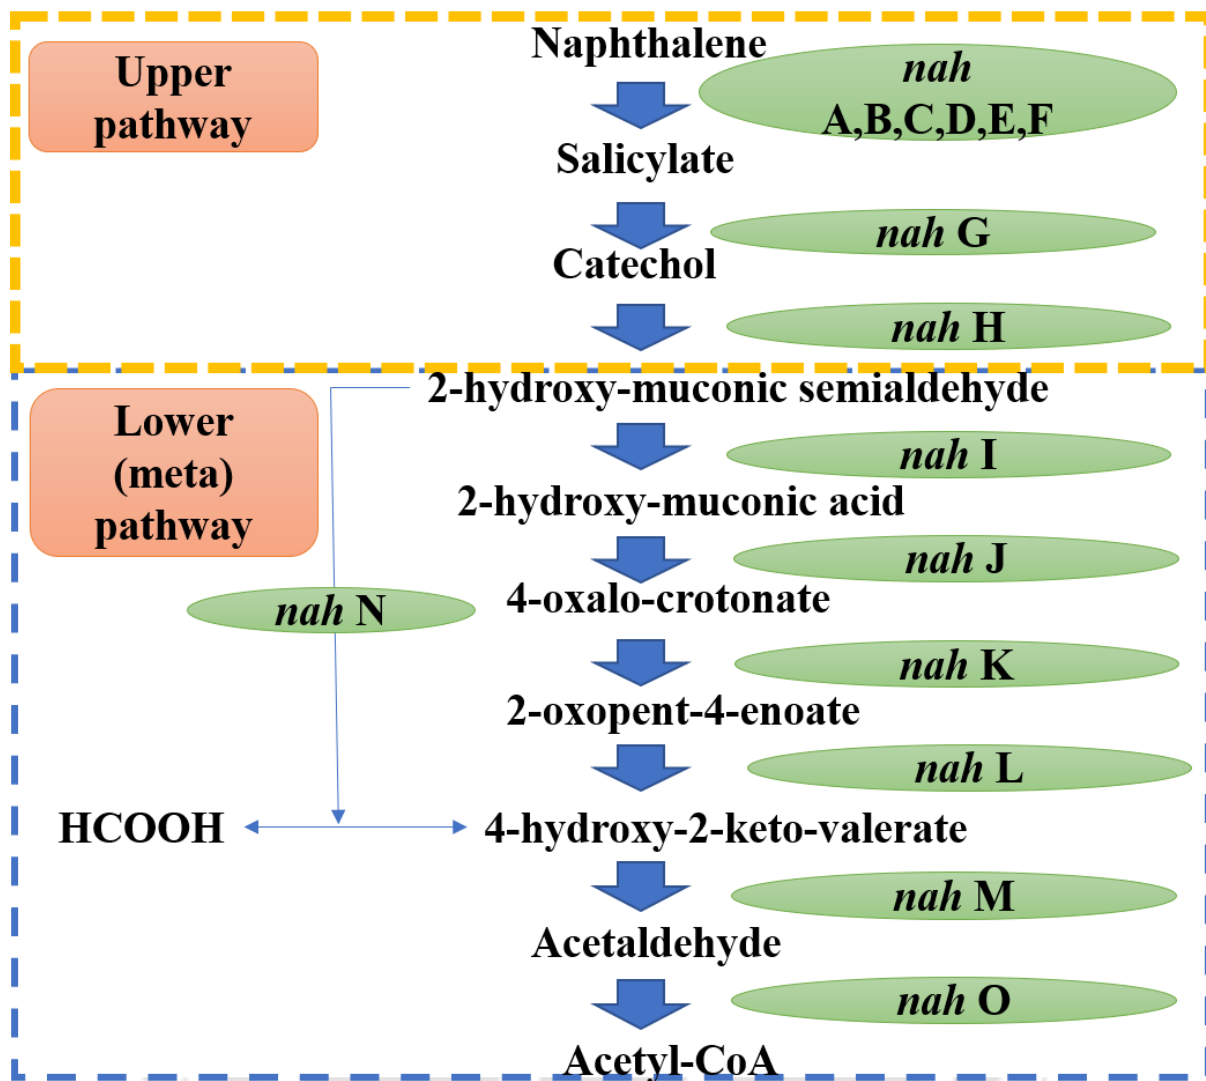 Upper
pathway
Naphthalene
nah
A,B,C,D,E,F
Salicylate
nah G
Catechol
nah H
Lower
(meta)
pathway
2-hydroxy-muconic semialdehyde
nah I
2-hydroxy-muconic acid
nah J
4-oxalo-crotonate
nah N
nah K
2-oxopent-4-enoate
nah L
HCOOH
4-hydroxy-2-keto-valerate
nah M
Acetaldehyde
nah O
Acetyl-CoA